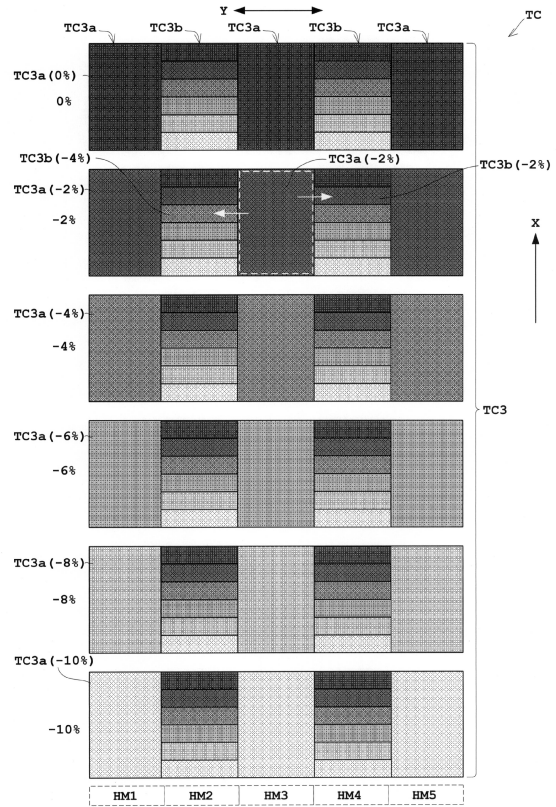 Y
TC
TC3a TC3b TC3a TC3b TC3a
TC3a(0%)
0%
TC3b(-4%) TC3a(-2%) TC3b(-2%)
TC3a(-2%)
-2%
X
TC3a(-4%)
-4%
TC3
TC3a(-6%)
-6%
TC3a(-8%)
-8%
TC3a(-10%)
-10%
HM1 HM2 HM3 HM4 HM5